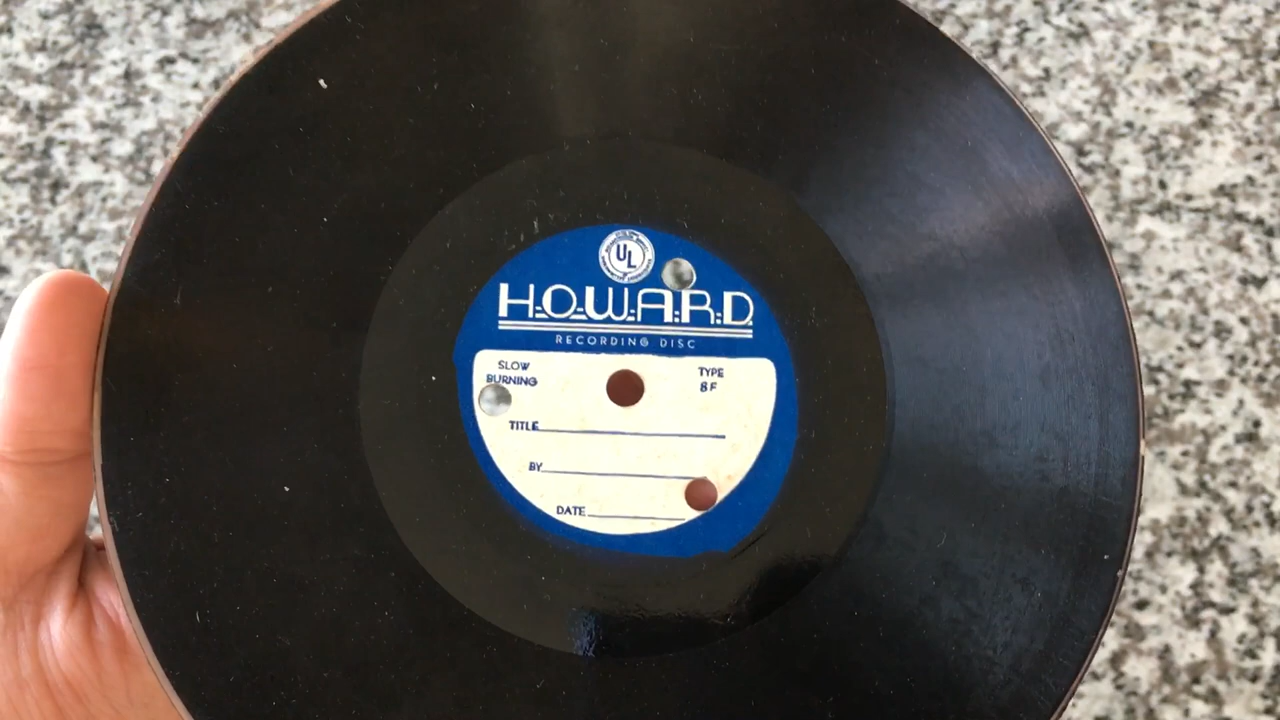 UL
H.O.W.A.R.D
RECORDING DISC
SLOW BURNING
TYPE 8F
TITLE
BY
DATE